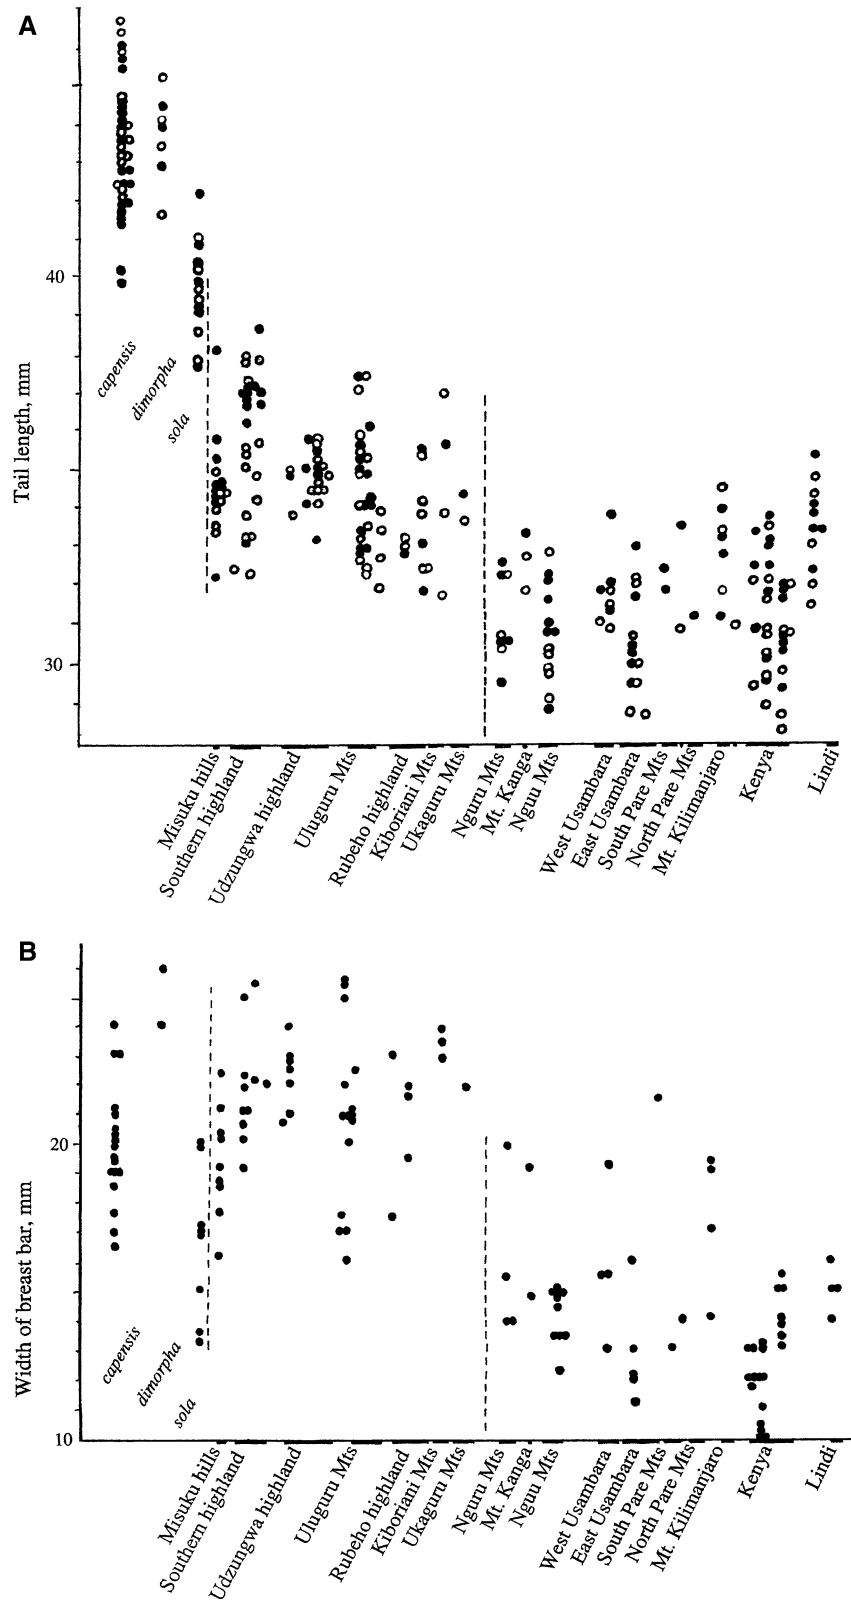 A
Tail length, mm
40
30
capensis
dimorpha
sola
Misuku hills
Southern highland
Udzungwa highland
Uluguru Mts
Rubeho highland
Kiboriani Mts
Ukaguru Mts
Nguru Mts
Mt. Kanga
Nguu Mts
West Usambara
East Usambara
South Pare Mts
North Pare Mts
Mt. Kilimanjaro
Kenya
Lindi
B
Width of breast bar, mm
20
10
capensis
dimorpha
sola
Misuku hills
Southern highland
Udzungwa highland
Uluguru Mts
Rubeho highland
Kiboriani Mts
Ukaguru Mts
Nguru Mts
Mt. Kanga
Nguu Mts
West Usambara
East Usambara
South Pare Mts
North Pare Mts
Mt. Kilimanjaro
Kenya
Lindi